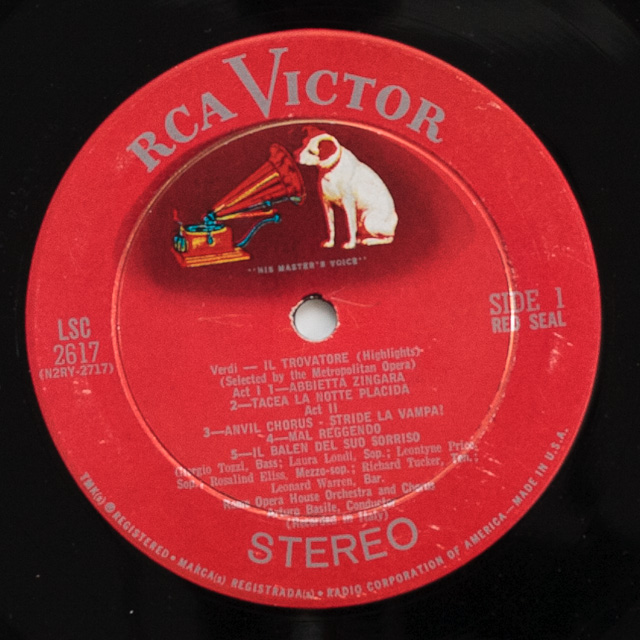 RCA VICTOR
"HIS MASTER'S VOICE"
LSC
2617
(N2RY-2717)
SIDE 1
RED SEAL
Verdi — IL TROVATORE (Highlights)
(Selected by the Metropolitan Opera)
Act I 1—ABBIETTA ZINGARA
2—TACEA LA NOTTE PLACIDA
Act II
3—ANVIL CHORUS - STRIDE LA VAMPA!
4—MAL REGGENDO
5—IL BALEN DEL SUO SORRISO
(Giorgio Tozzi, Bass; Laura Londi, Sop.; Leontyne Price,
Sop.; Rosalind Elias, Mezzo-sop.; Richard Tucker, Ten.;
Leonard Warren, Bar.
Rome Opera House Orchestra and Chorus
Arturo Basile, Conductor
(Recorded in Italy)
STEREO
TMK(s) ® REGISTERED • MARCA(s) REGISTRADA(s) • RADIO CORPORATION OF AMERICA—MADE IN U.S.A.